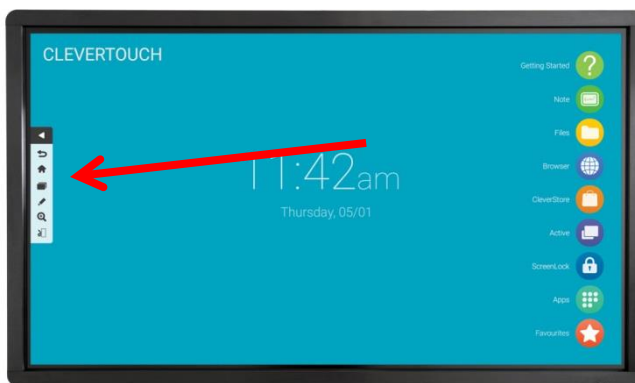 CLEVERTOUCH
Getting Started
Note
Files
Browser
CleverStore
Active
ScreenLock
Apps
Favourites
11:42am
Thursday, 05/01